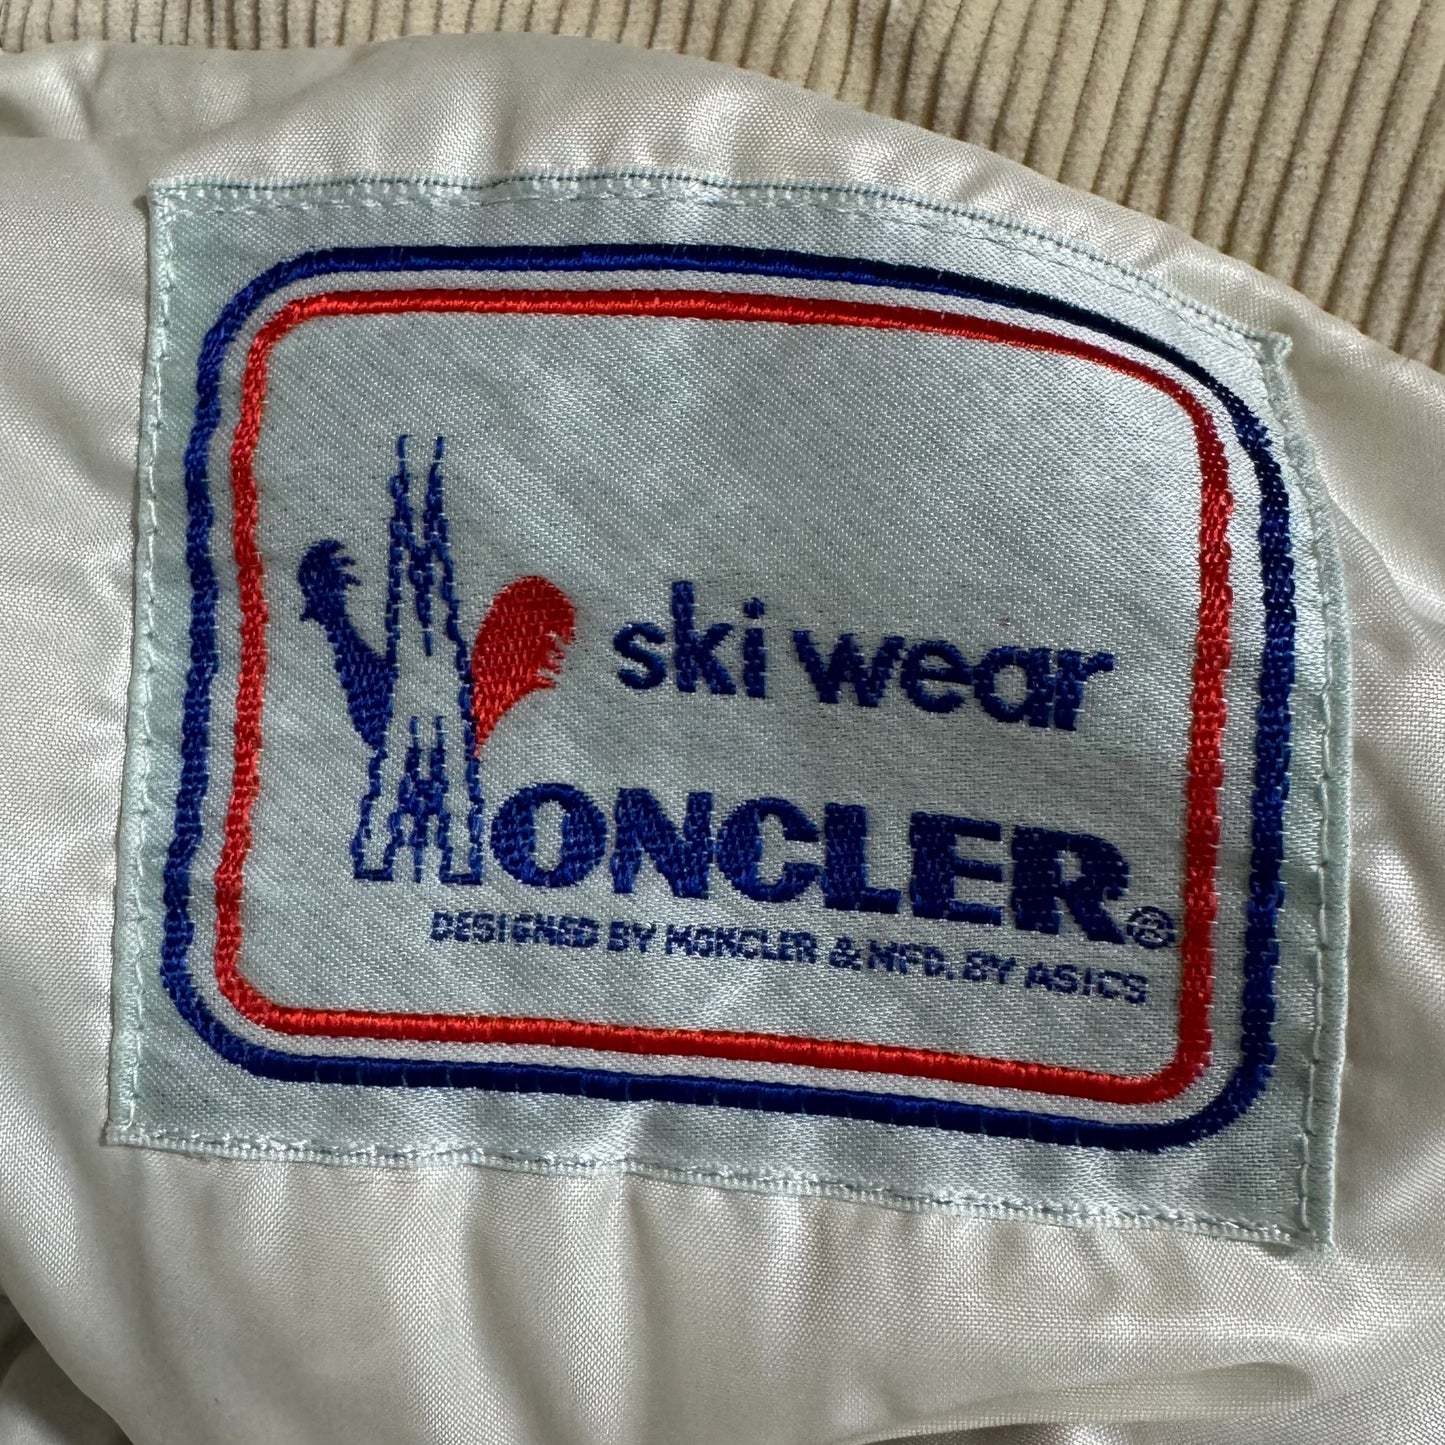 ski wear
MONCLER®
DESIGNED BY MONCLER & MFD. BY ASICS